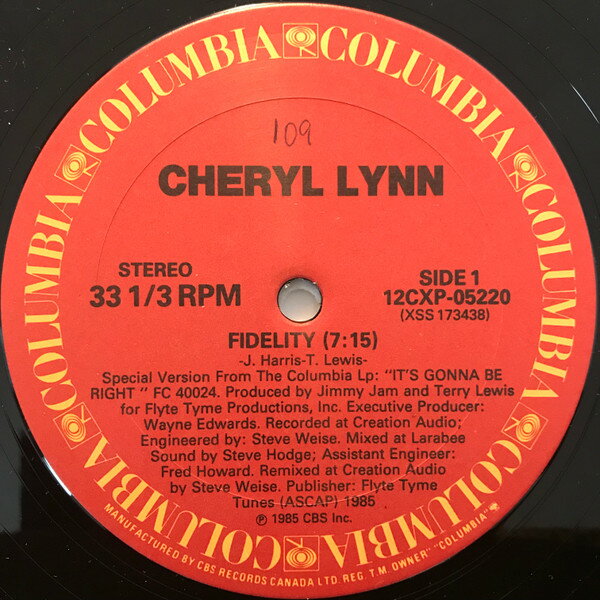 COLUMBIA COLUMBIA COLUMBIA COLUMBIA COLUMBIA COLUMBIA
109
CHERYL LYNN
STEREO
33 1/3 RPM
SIDE 1
12CXP-05220
(XSS 173438)
FIDELITY (7:15)
-J. Harris-T. Lewis-
Special Version From The Columbia Lp: "IT'S GONNA BE
RIGHT " FC 40024. Produced by Jimmy Jam and Terry Lewis
for Flyte Tyme Productions, Inc. Executive Producer:
Wayne Edwards. Recorded at Creation Audio;
Engineered by: Steve Weise. Mixed at Larabee
Sound by Steve Hodge; Assistant Engineer:
Fred Howard. Remixed at Creation Audio
by Steve Weise. Publisher: Flyte Tyme
Tunes (ASCAP) 1985
℗ 1985 CBS Inc.
MANUFACTURED BY CBS RECORDS CANADA LTD. REG T.M. OWNER" "COLUMBIA"